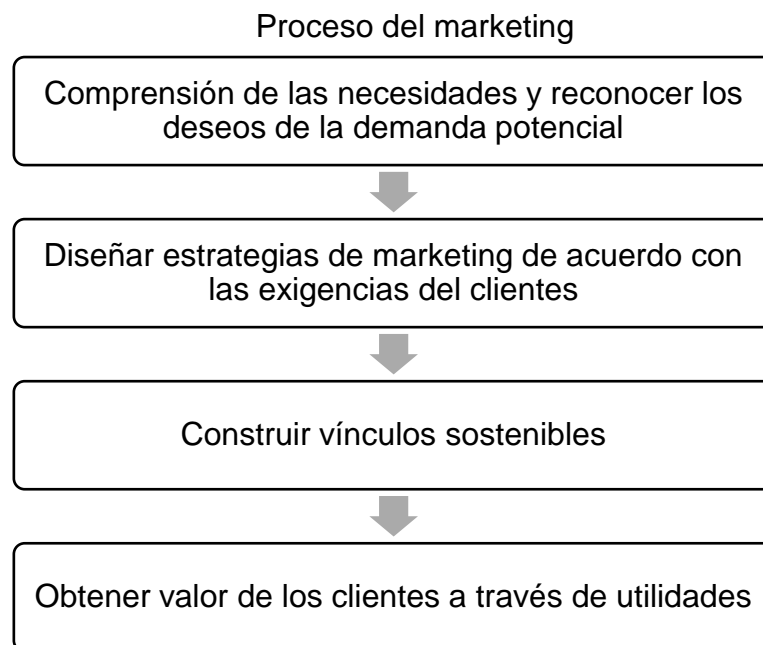 Proceso del marketing
Comprensión de las necesidades y reconocer los
deseos de la demanda potencial
Diseñar estrategias de marketing de acuerdo con
las exigencias del clientes
Construir vínculos sostenibles
Obtener valor de los clientes a través de utilidades